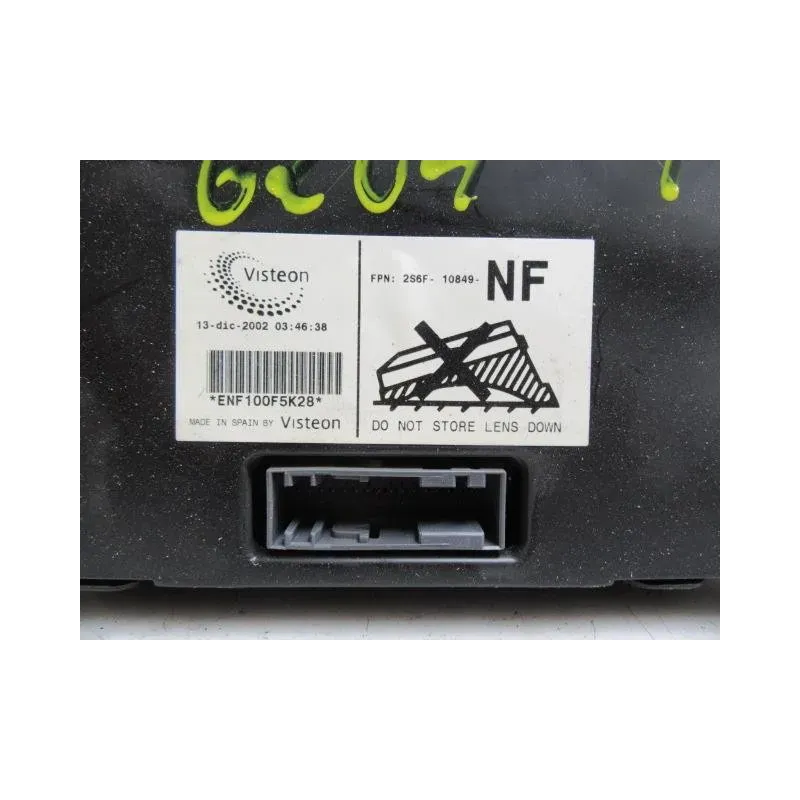 G204
Visteon
13-dic-2002 03:46:38
*ENF100F5K28*
MADE IN SPAIN BY Visteon
FPN: 2S6F- 10849- NF
DO NOT STORE LENS DOWN